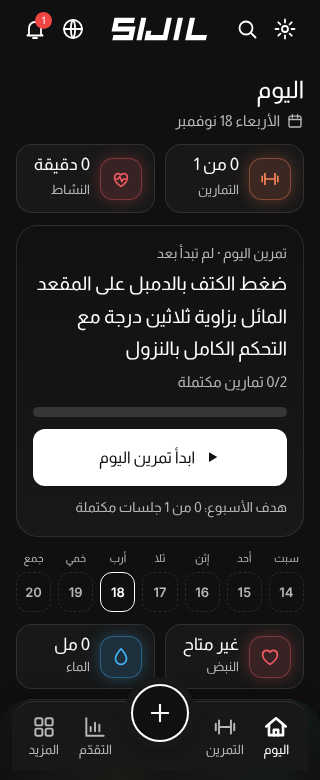 1
SIJIL
اليوم
الأربعاء 18 نوفمبر
0 من 1
التمارين
0 دقيقة
النشاط
تمرين اليوم · لم تبدأ بعد
ضغط الكتف بالدمبل على المقعد
المائل بزاوية ثلاثين درجة مع
التحكم الكامل بالنزول
0/2 تمارين مكتملة
ابدأ تمرين اليوم
هدف الأسبوع: 0 من 1 جلسات مكتملة
سبت أحد إثن ثلا أرب خمي جمع
14 15 16 17 18 19 20
غير متاح
النبض
0 مل
الماء
اليوم
التمرين
التقدّم
المزيد